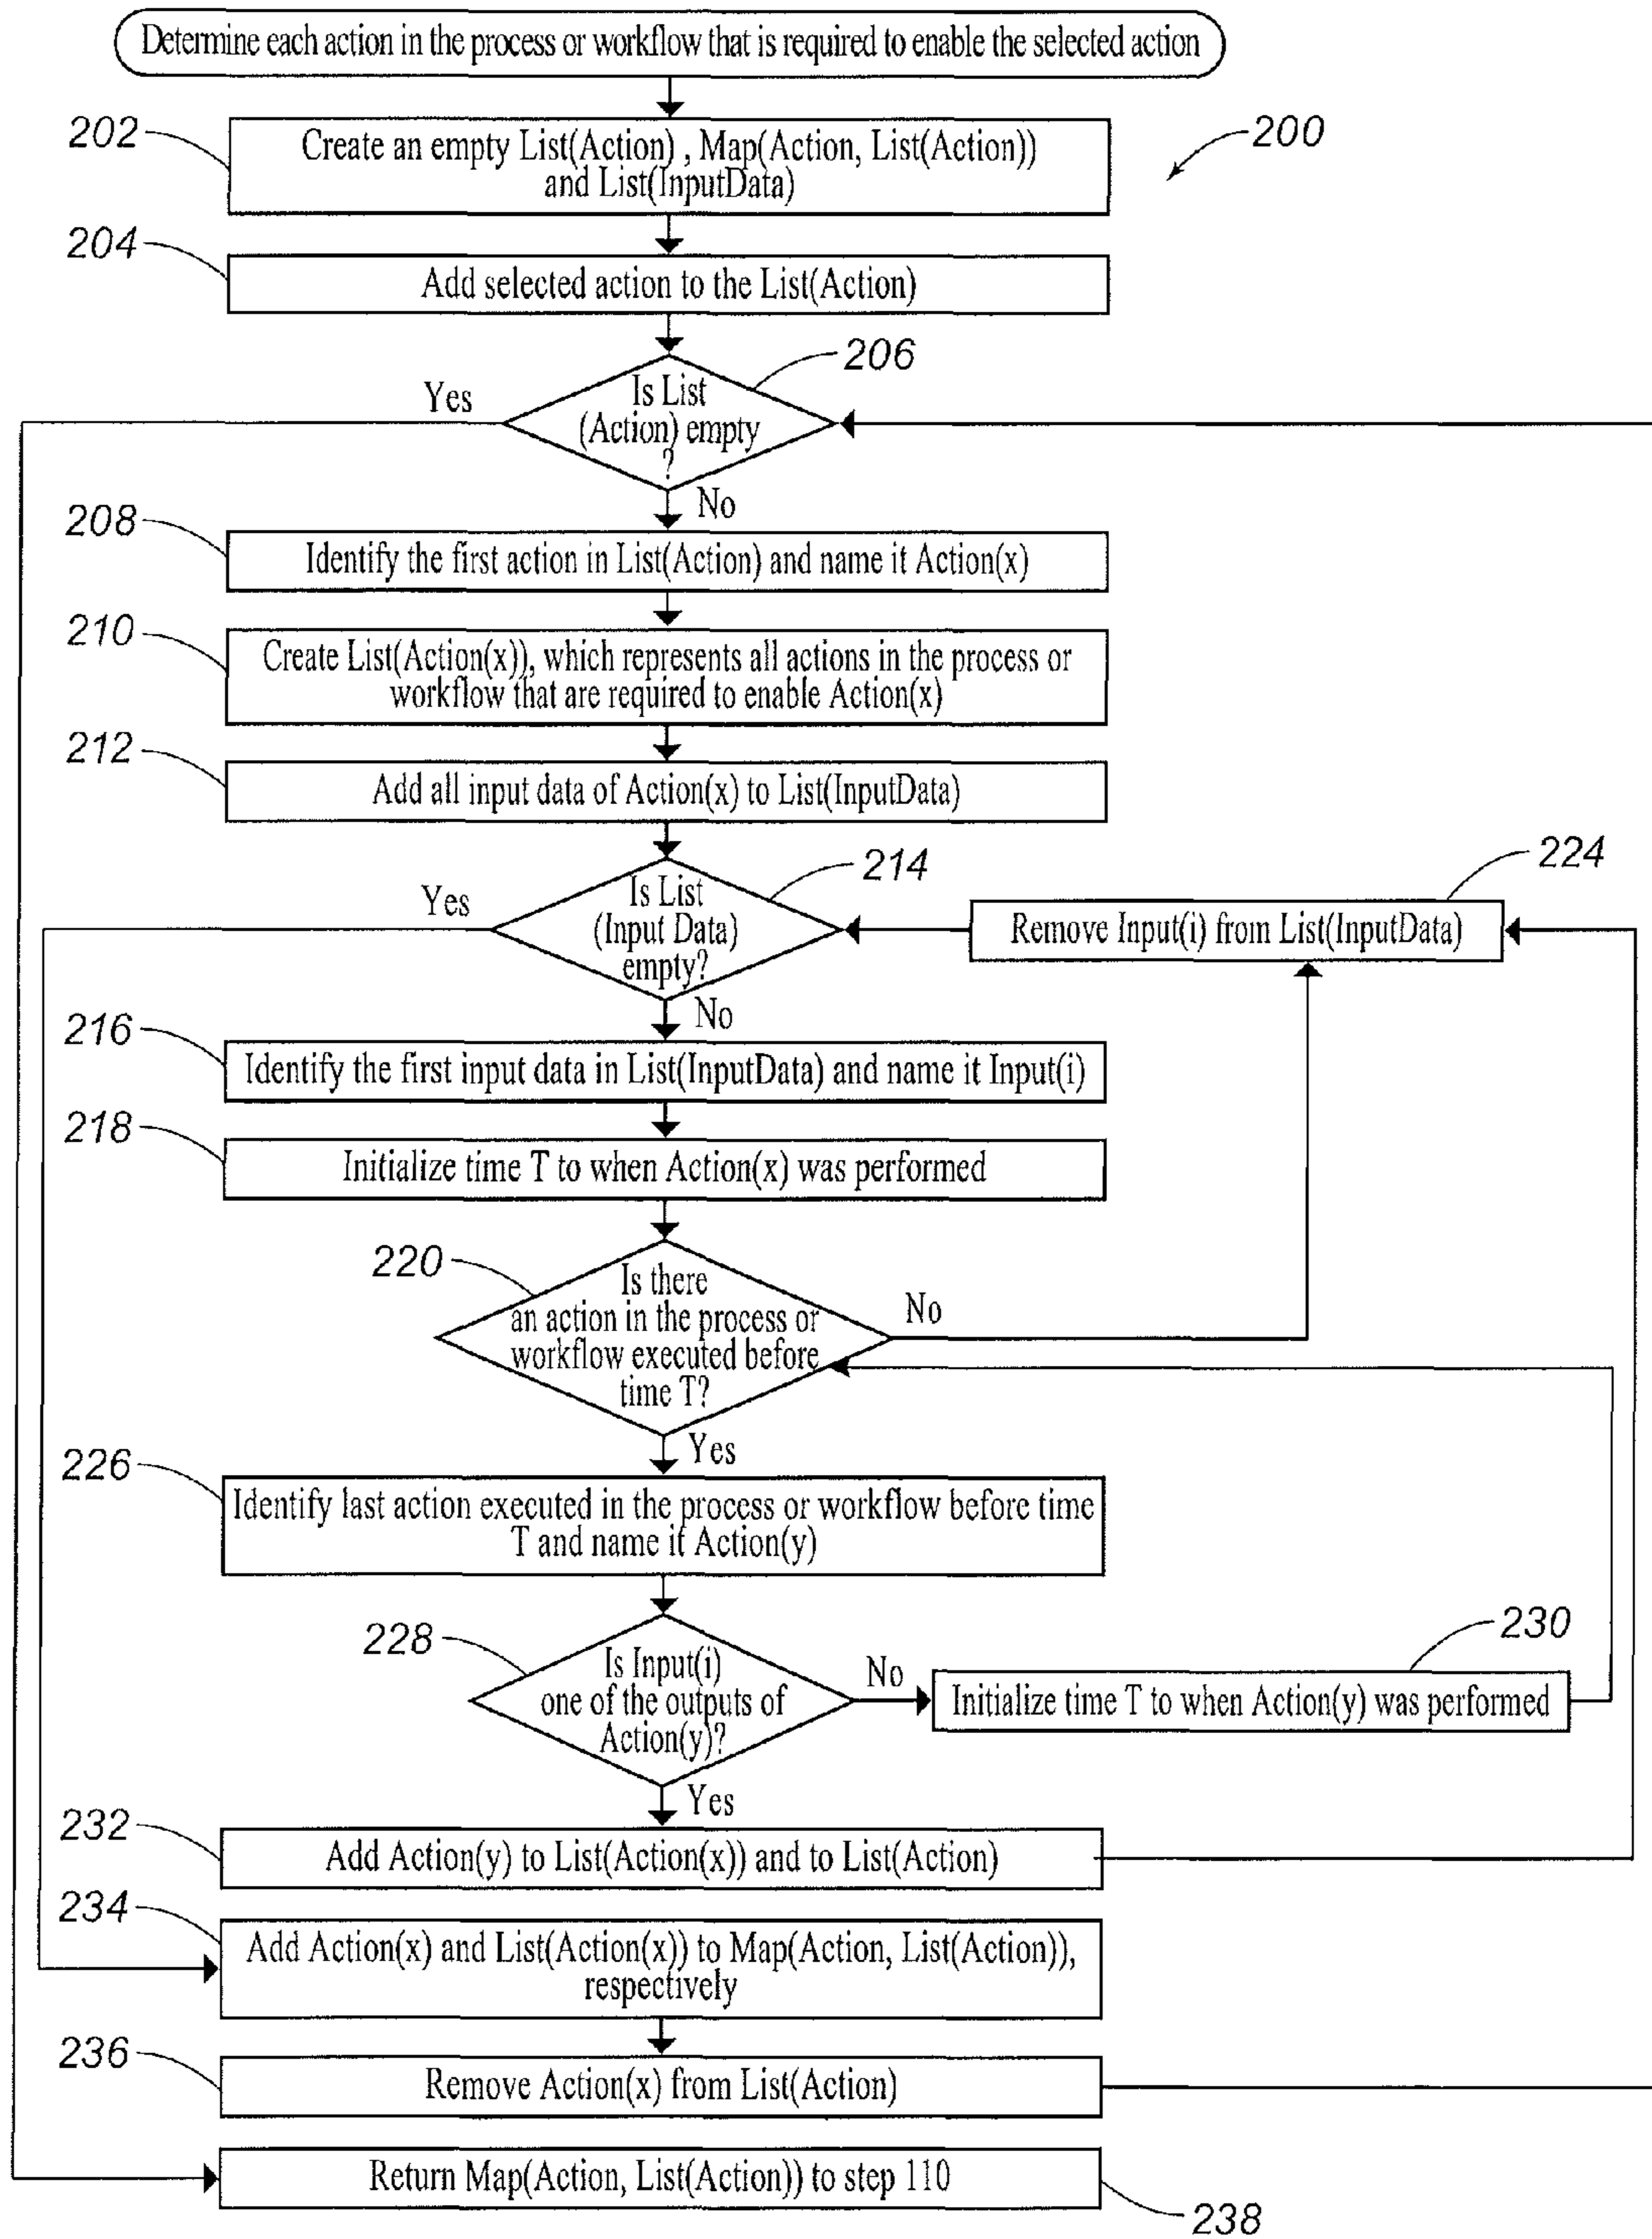 Determine each action in the process or workflow that is required to enable the selected action
202
Create an empty List(Action) , Map(Action, List(Action))
and List(InputData)
200
204
Add selected action to the List(Action)
206
Yes
Is List
(Action) empty
?
No
208
Identify the first action in List(Action) and name it Action(x)
210
Create List(Action(x)), which represents all actions in the process or
workflow that are required to enable Action(x)
212
Add all input data of Action(x) to List(InputData)
214
224
Yes
Is List
(Input Data)
empty?
Remove Input(i) from List(InputData)
No
216
Identify the first input data in List(InputData) and name it Input(i)
218
Initialize time T to when Action(x) was performed
220
Is there
an action in the process or
workflow executed before
time T?
No
Yes
226
Identify last action executed in the process or workflow before time
T and name it Action(y)
228
Is Input(i)
one of the outputs of
Action(y)?
No
230
Initialize time T to when Action(y) was performed
Yes
232
Add Action(y) to List(Action(x)) and to List(Action)
234
Add Action(x) and List(Action(x)) to Map(Action, List(Action)),
respectively
236
Remove Action(x) from List(Action)
Return Map(Action, List(Action)) to step 110
238